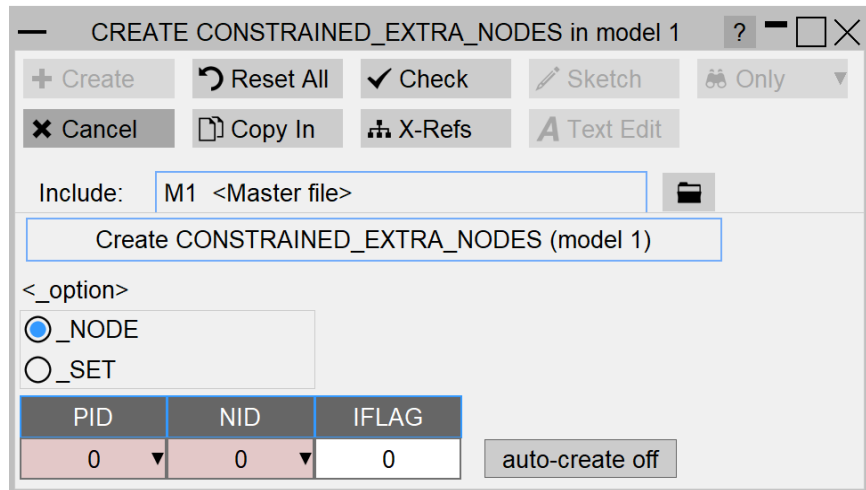 CREATE CONSTRAINED_EXTRA_NODES in model 1 ?
Create Reset All Check Sketch Only
Cancel Copy In X-Refs A Text Edit
Include: M1 <Master file>
Create CONSTRAINED_EXTRA_NODES (model 1)
<_option>
_NODE
_SET
PID NID IFLAG
0 0 0 auto-create off